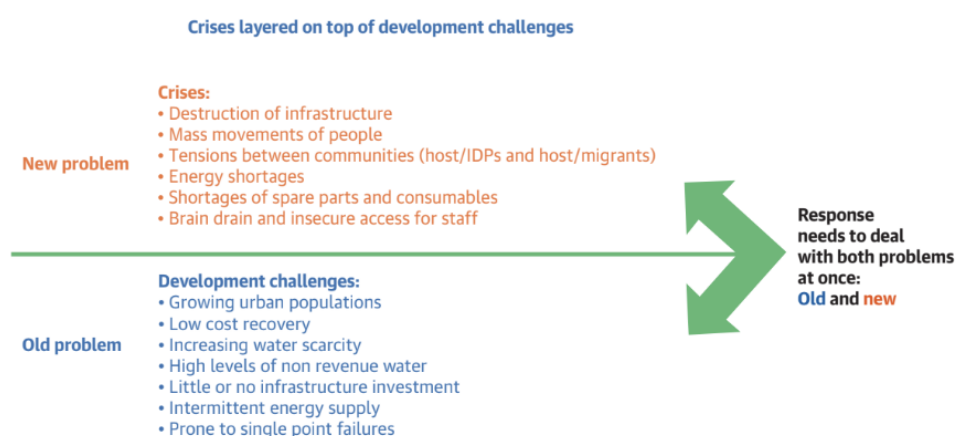 Crises layered on top of development challenges
New problem
Crises:
• Destruction of infrastructure
• Mass movements of people
• Tensions between communities (host/IDPs and host/migrants)
• Energy shortages
• Shortages of spare parts and consumables
• Brain drain and insecure access for staff
Old problem
Development challenges:
• Growing urban populations
• Low cost recovery
• Increasing water scarcity
• High levels of non revenue water
• Little or no infrastructure investment
• Intermittent energy supply
• Prone to single point failures
Response
needs to deal
with both problems
at once:
Old and new